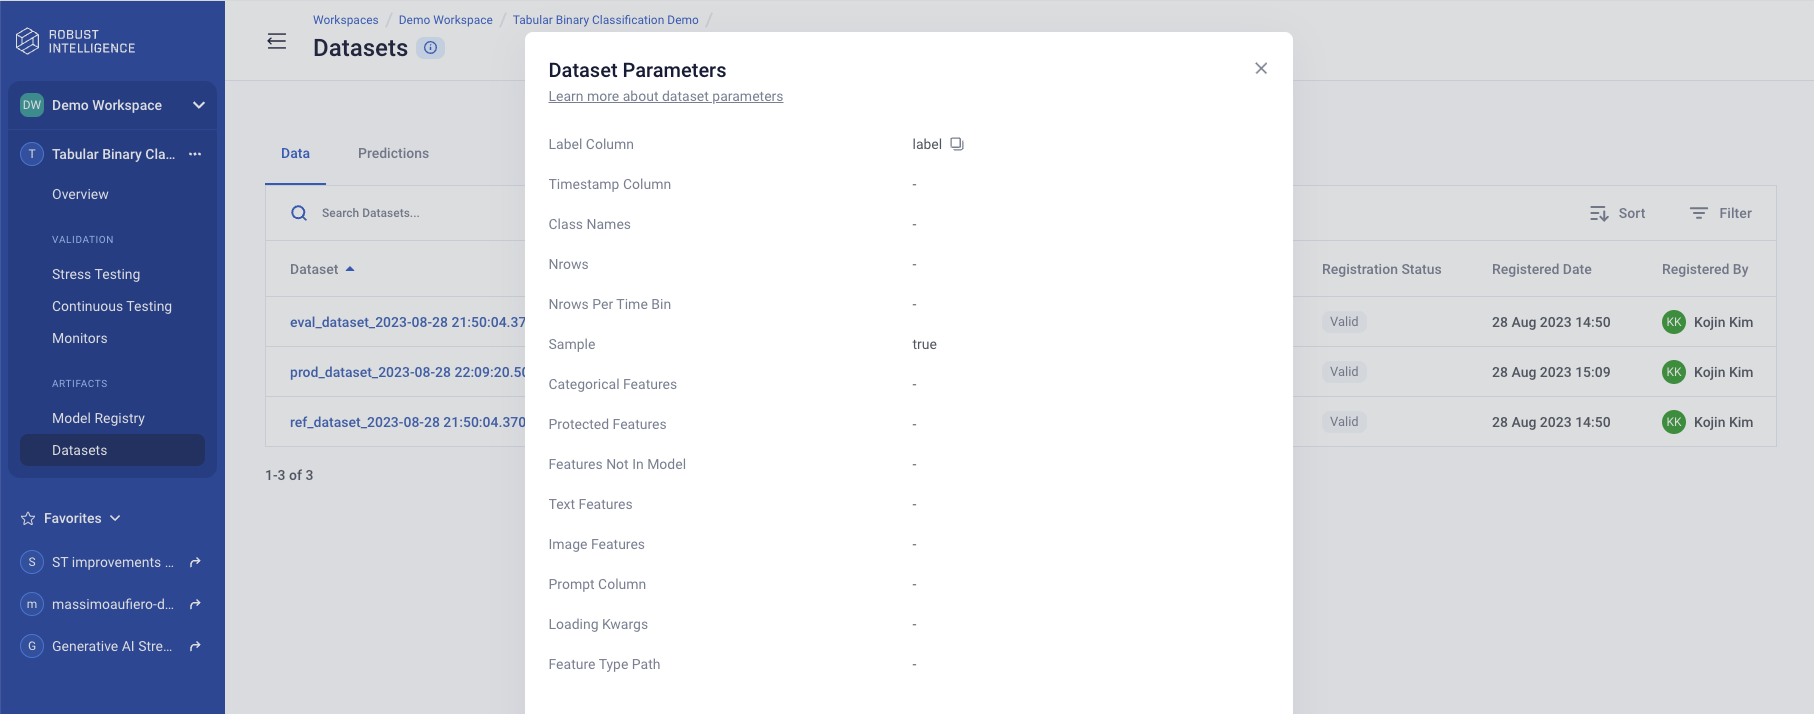 ROBUST
INTELLIGENCE
DW Demo Workspace
T Tabular Binary Cla... ...
Overview
VALIDATION
Stress Testing
Continuous Testing
Monitors
ARTIFACTS
Model Registry
Datasets
Favorites
S ST improvements ...
m massimoaufiero-d...
G Generative AI Stre...
Workspaces / Demo Workspace / Tabular Binary Classification Demo /
Datasets
Data Predictions
Search Datasets...
Sort Filter
Dataset Registration Status Registered Date Registered By
eval_dataset_2023-08-28 21:50:04.37 Valid 28 Aug 2023 14:50 KK Kojin Kim
prod_dataset_2023-08-28 22:09:20.50 Valid 28 Aug 2023 15:09 KK Kojin Kim
ref_dataset_2023-08-28 21:50:04.370 Valid 28 Aug 2023 14:50 KK Kojin Kim
1-3 of 3
Dataset Parameters
Learn more about dataset parameters
Label Column label
Timestamp Column -
Class Names -
Nrows -
Nrows Per Time Bin -
Sample true
Categorical Features -
Protected Features -
Features Not In Model -
Text Features -
Image Features -
Prompt Column -
Loading Kwargs -
Feature Type Path -